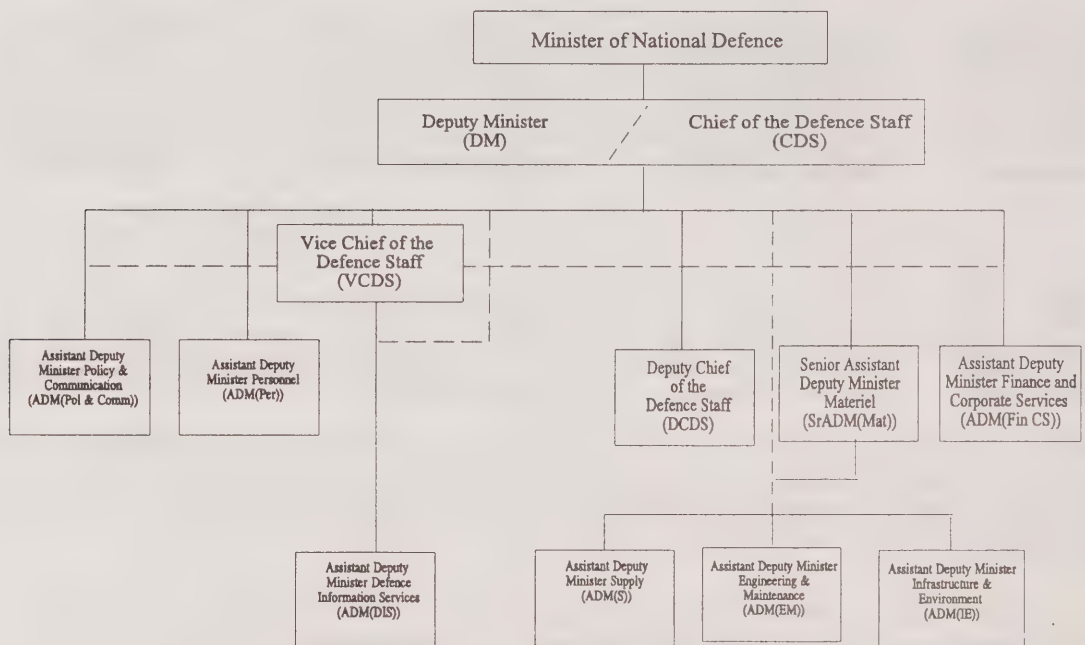 Minister of National Defence
Deputy Minister
(DM)
Chief of the Defence Staff
(CDS)
Vice Chief of the
Defence Staff
(VCDS)
Assistant Deputy
Minister Policy &
Communication
(ADM(Pol & Comm))
Assistant Deputy
Minister Personnel
(ADM(Per))
Deputy Chief
of the
Defence Staff
(DCDS)
Senior Assistant
Deputy Minister
Materiel
(SrADM(Mat))
Assistant Deputy
Minister Finance and
Corporate Services
(ADM(Fin CS))
Assistant Deputy
Minister Defence
Information Services
(ADM(DIS))
Assistant Deputy
Minister Supply
(ADM(S))
Assistant Deputy Minister
Engineering &
Maintenance
(ADM(EM))
Assistant Deputy Minister
Infrastructure &
Environment
(ADM(IE))